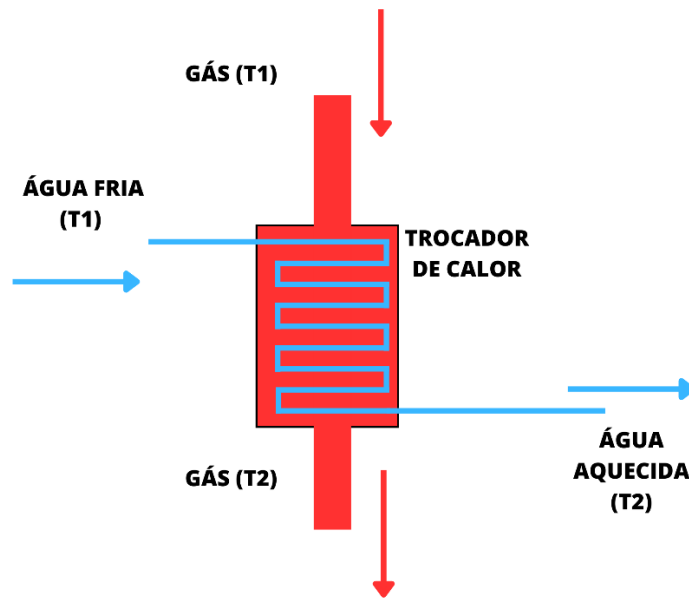 GÁS (T1)
ÁGUA FRIA
(T1)
TROCADOR
DE CALOR
GÁS (T2)
ÁGUA
AQUECIDA
(T2)